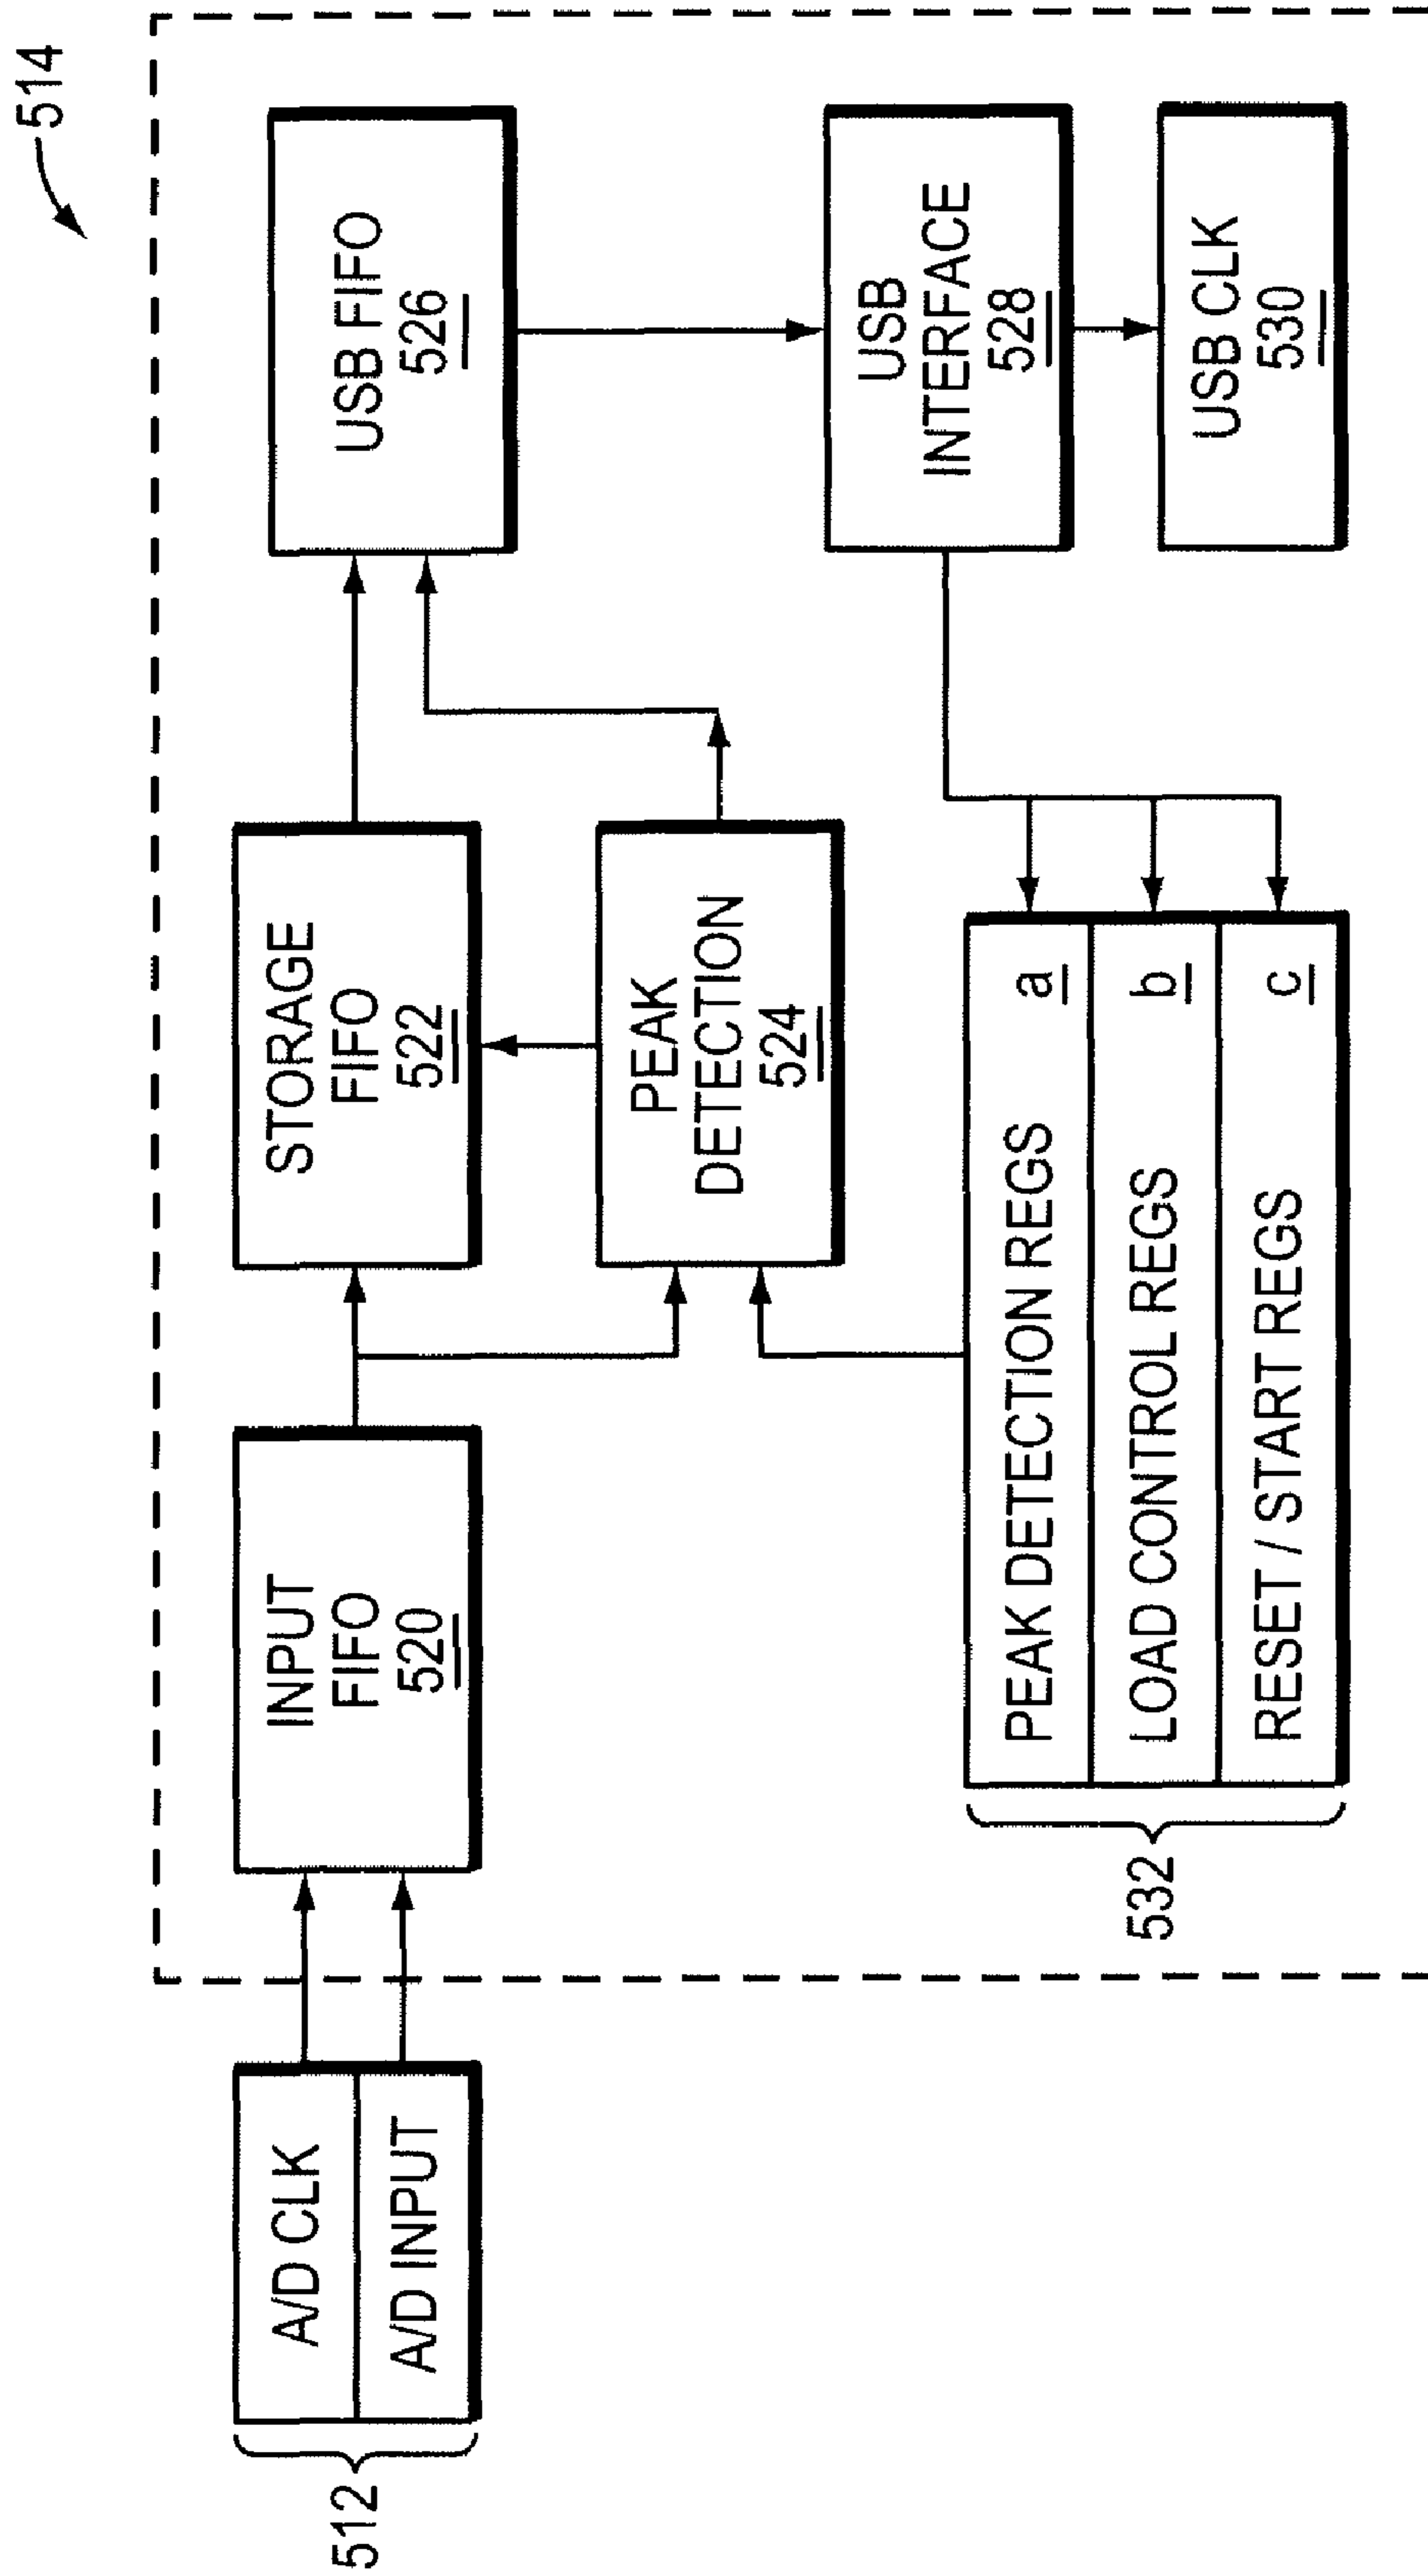 514
A/D CLK
A/D INPUT
512
INPUT
FIFO
520
STORAGE
FIFO
522
PEAK
DETECTION
524
USB FIFO
526
USB
INTERFACE
528
USB CLK
530
PEAK DETECTION REGS a
LOAD CONTROL REGS b
RESET / START REGS c
532